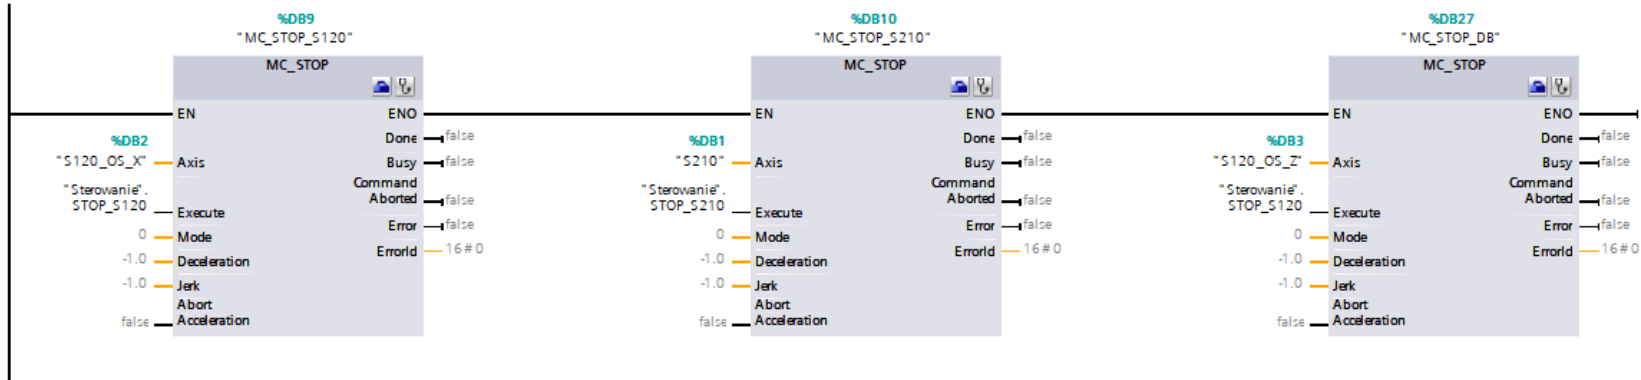 %DB9
"MC_STOP_S120"
MC_STOP
EN
ENO
Done
false
%DB2
"S120_OS_X"
Axis
Busy
false
"Sterowanie".
STOP_S120
Execute
Command
Aborted
false
Error
false
0
Mode
ErrorId
16#0
-1.0
Deceleration
-1.0
Jerk
Abort
Acceleration
false
%DB10
"MC_STOP_S210"
MC_STOP
EN
ENO
Done
false
%DB1
"S210"
Axis
Busy
false
"Sterowanie".
STOP_S210
Execute
Command
Aborted
false
Error
false
0
Mode
ErrorId
16#0
-1.0
Deceleration
-1.0
Jerk
Abort
Acceleration
false
%DB27
"MC_STOP_DB"
MC_STOP
EN
ENO
Done
false
%DB3
"S120_OS_Z"
Axis
Busy
false
"Sterowanie".
STOP_S120
Execute
Command
Aborted
false
Error
false
0
Mode
ErrorId
16#0
-1.0
Deceleration
-1.0
Jerk
Abort
Acceleration
false